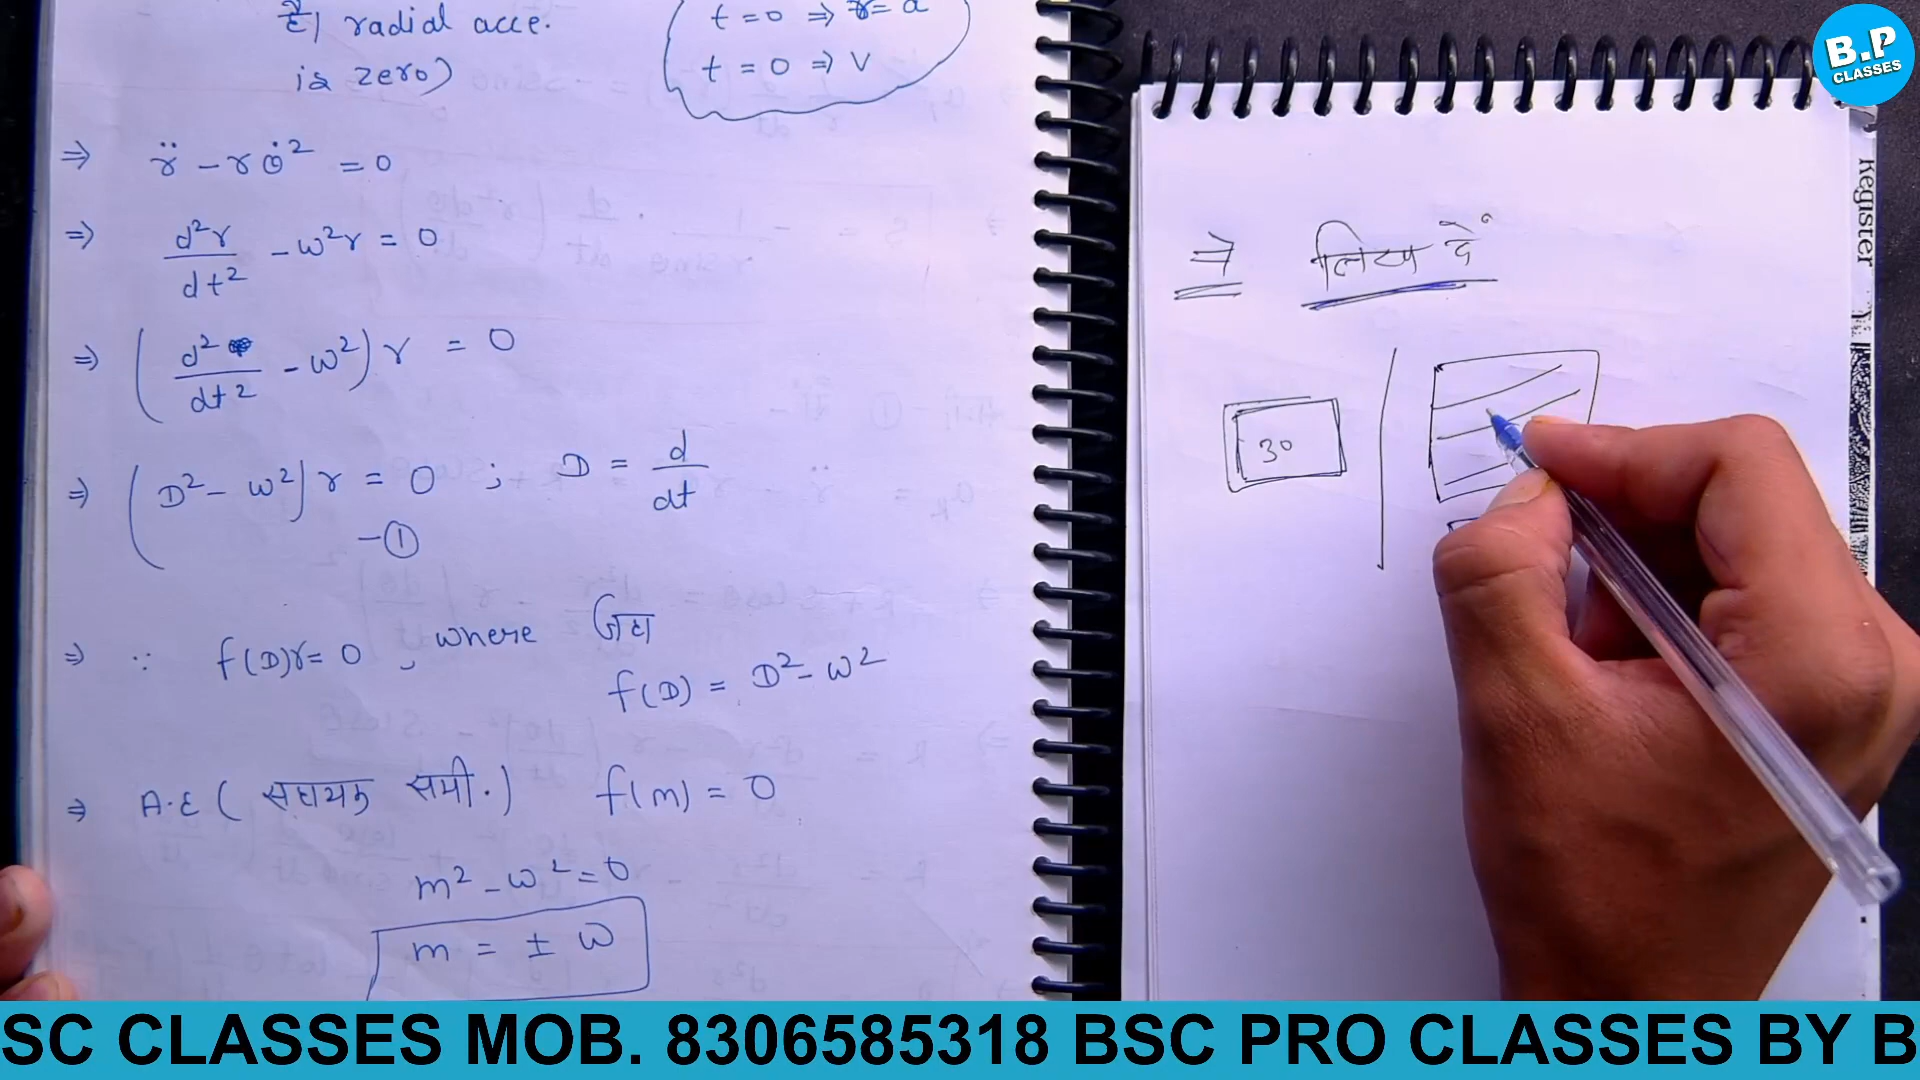 है। radial acce.
is zero)
t = 0 ⇒ r = a
t = 0 ⇒ V
⇒ r̈ - rθ̇² = 0
⇒ d²r/dt² - ω²r = 0
⇒ (d²/dt² - ω²) r = 0
⇒ (D² - ω²) r = 0 ; D = d/dt
-①
⇒ ∵ f(D)r = 0 , where जहा
f(D) = D² - ω²
⇒ A.E ( सहायक समी. ) f(m) = 0
m² - ω² = 0
m = ± ω
⇒ लिख दे
30
Register
B.P
CLASSES
SC CLASSES MOB. 8306585318 BSC PRO CLASSES BY B